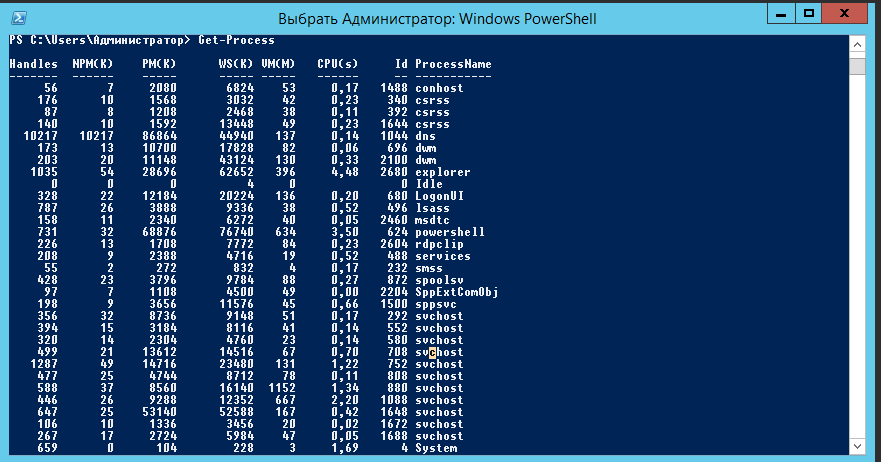 Выбрать Администратор: Windows PowerShell
PS C:\Users\Администратор> Get-Process
Handles NPM(K) PM(K) WS(K) VM(M) CPU(s) Id ProcessName
------- ------ ----- ----- ----- ------ -- -----------
56 7 2080 6824 53 0,17 1488 conhost
176 10 1568 3032 42 0,23 340 csrss
87 8 1208 2468 38 0,11 392 csrss
140 10 1592 13448 49 0,23 1644 csrss
10217 10217 86864 44940 137 0,14 1044 dns
173 13 10700 17828 82 0,06 696 dwm
203 20 11148 43124 130 0,33 2100 dwm
1035 54 28696 62652 396 4,48 2680 explorer
0 0 0 4 0 0 Idle
328 22 12184 20224 136 0,20 680 LogonUI
787 26 3888 9336 38 0,52 496 lsass
158 11 2340 6272 40 0,05 2460 msdtc
731 32 68876 76740 634 3,50 624 powershell
226 13 1708 7772 84 0,23 2604 rdpclip
208 9 2388 4716 19 0,52 488 services
55 2 272 832 4 0,17 232 smss
428 23 3796 9784 88 0,27 872 spoolsv
97 7 1108 4500 49 0,00 2204 SppExtComObj
198 9 3656 11576 45 0,66 1500 sppsvc
356 32 8736 9148 51 0,17 292 svchost
394 15 3184 8116 41 0,14 552 svchost
320 14 2304 4760 23 0,14 580 svchost
499 21 13612 14516 67 0,70 708 svchost
1287 49 14716 23480 131 1,22 752 svchost
477 25 4744 8712 78 0,11 808 svchost
588 37 8560 16140 1152 1,34 880 svchost
446 26 9288 12352 667 2,20 1088 svchost
647 25 53140 52588 167 0,42 1648 svchost
106 10 1336 3456 20 0,02 1672 svchost
267 17 2724 5984 47 0,05 1688 svchost
659 0 104 228 3 1,69 4 System